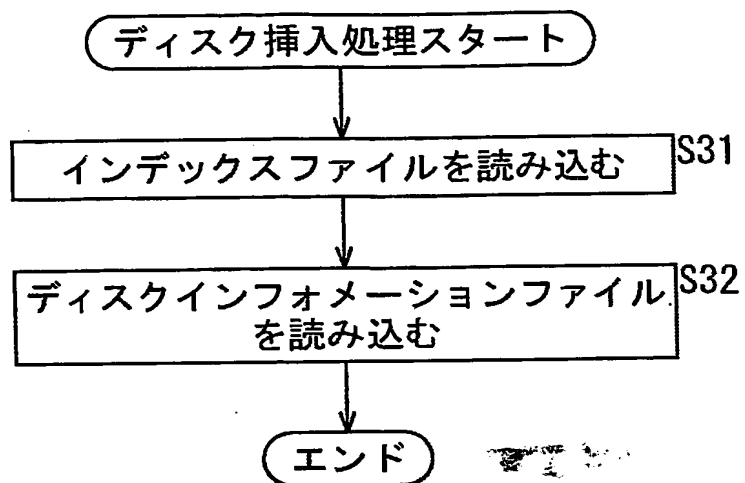 ディスク挿入処理スタート
インデックスファイルを読み込む
S31
ディスクインフォメーションファイル
を読み込む
S32
エンド